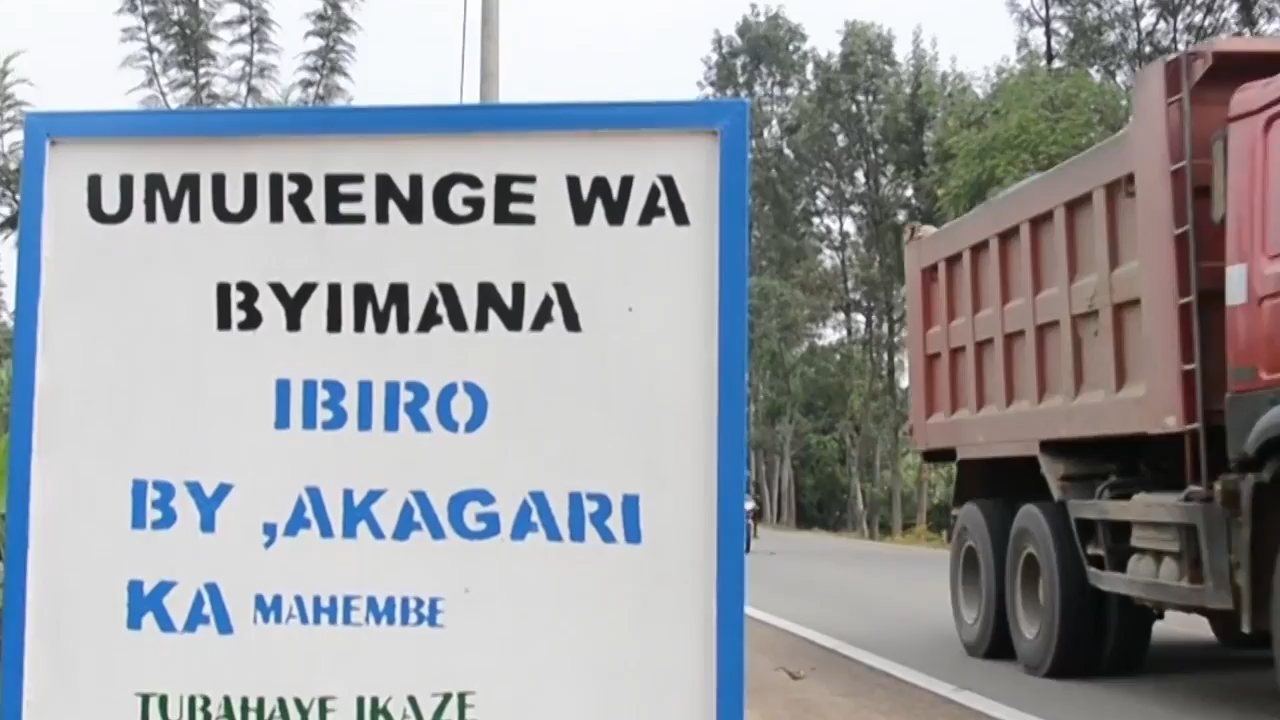 UMURENGE WA
BYIMANA
IBIRO
BY ,AKAGARI
KA MAHEMBE
TUBAHAYE IKAZE